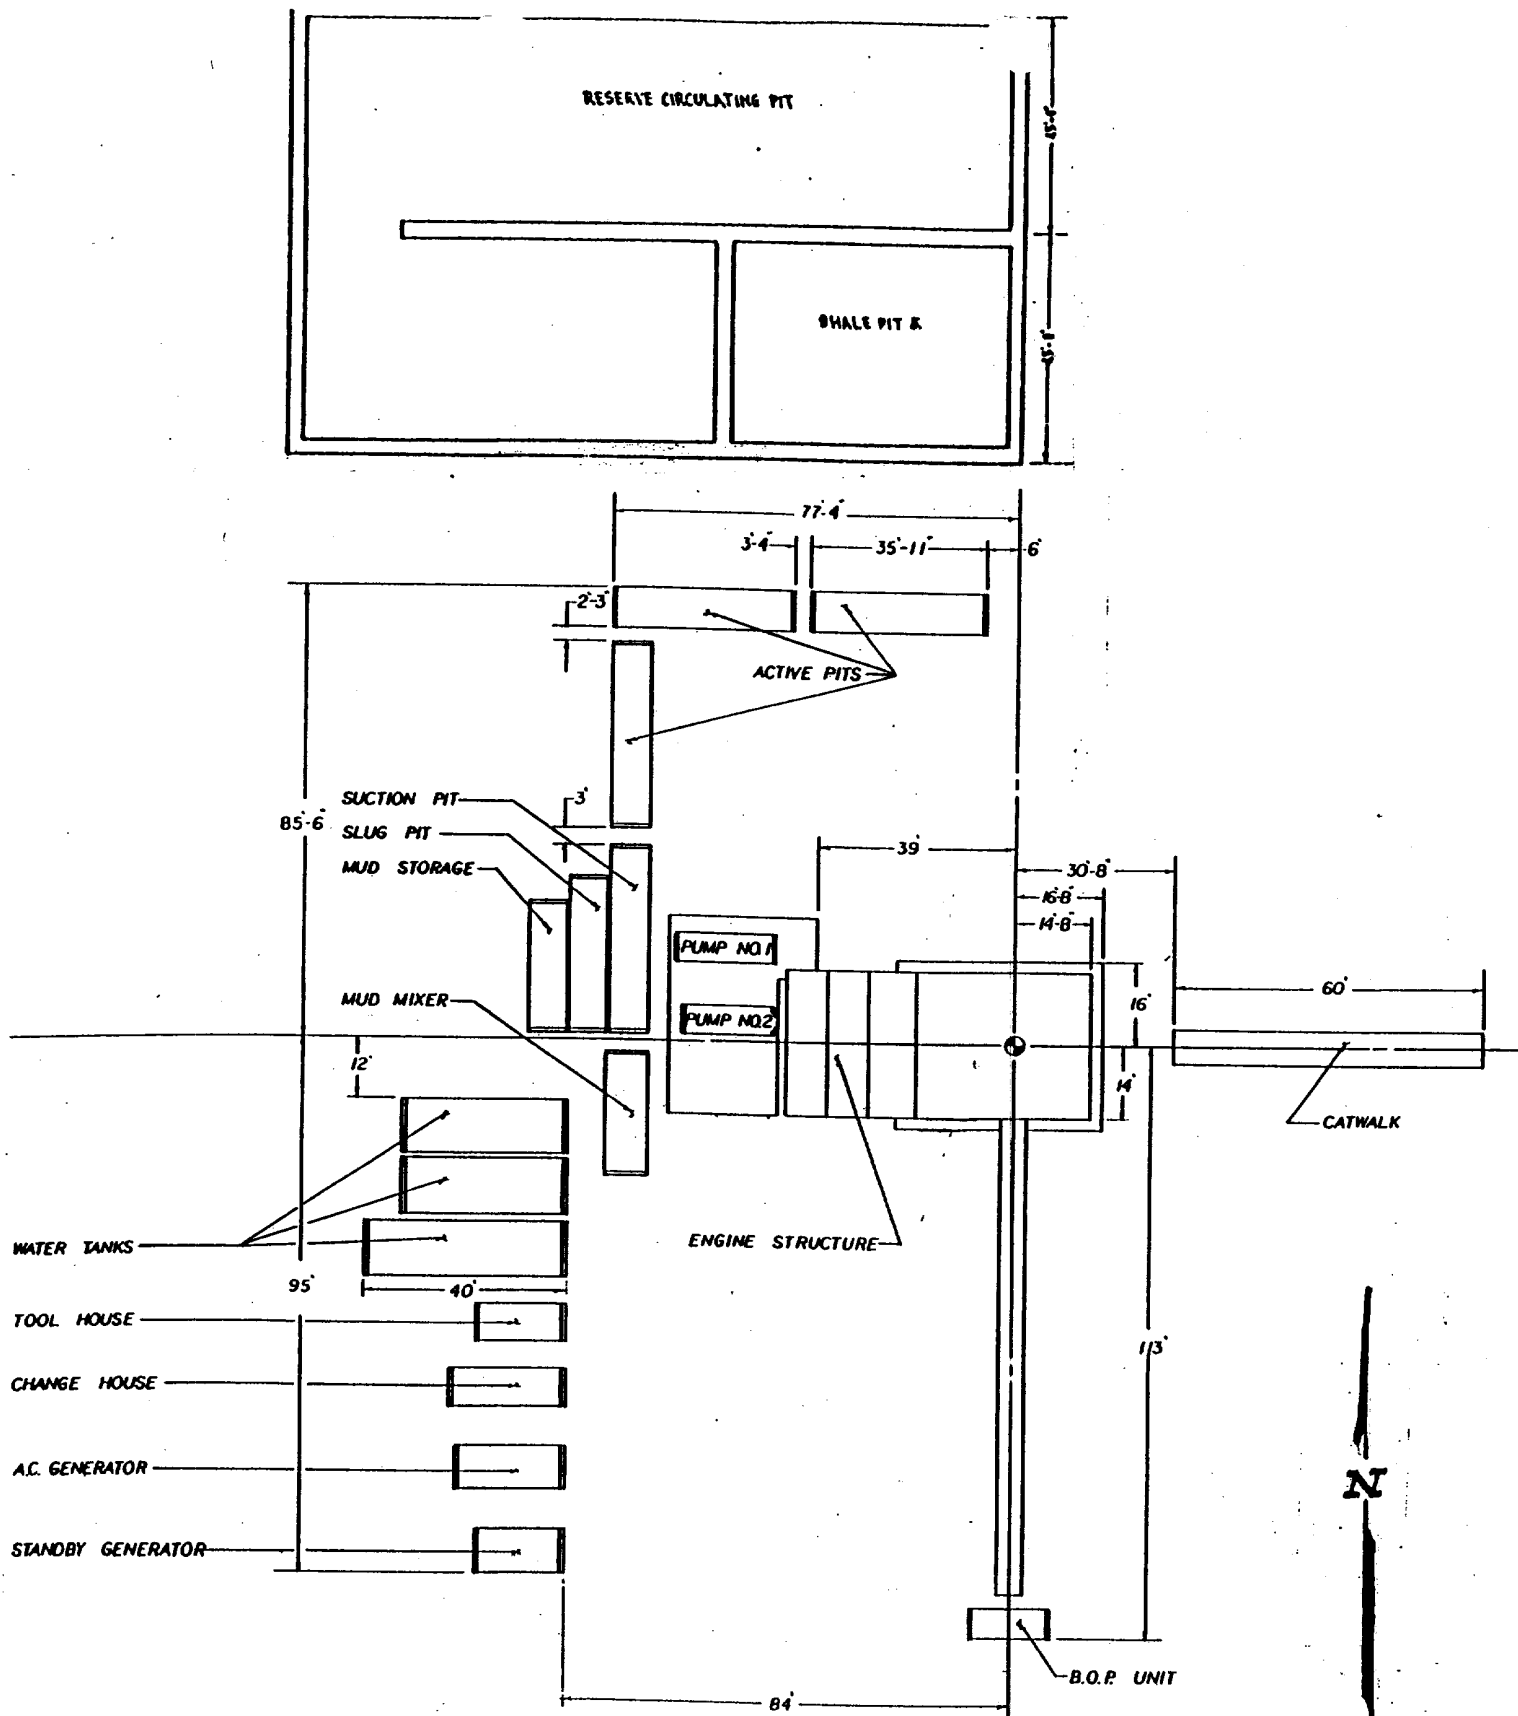 RESERVE CIRCULATING PIT
SHALE PIT &
77'-4"
3'-4"
35'-11"
6'
2'-3"
ACTIVE PITS
SUCTION PIT
3'
85'-6"
SLUG PIT
39'
MUD STORAGE
30'-8"
16'-8"
14'-8"
PUMP NO.1
MUD MIXER
16'
60'
PUMP NO.2
12'
14'
CATWALK
WATER TANKS
ENGINE STRUCTURE
95'
40'
TOOL HOUSE
113'
CHANGE HOUSE
A.C. GENERATOR
N
STANDBY GENERATOR
B.O.P. UNIT
84'